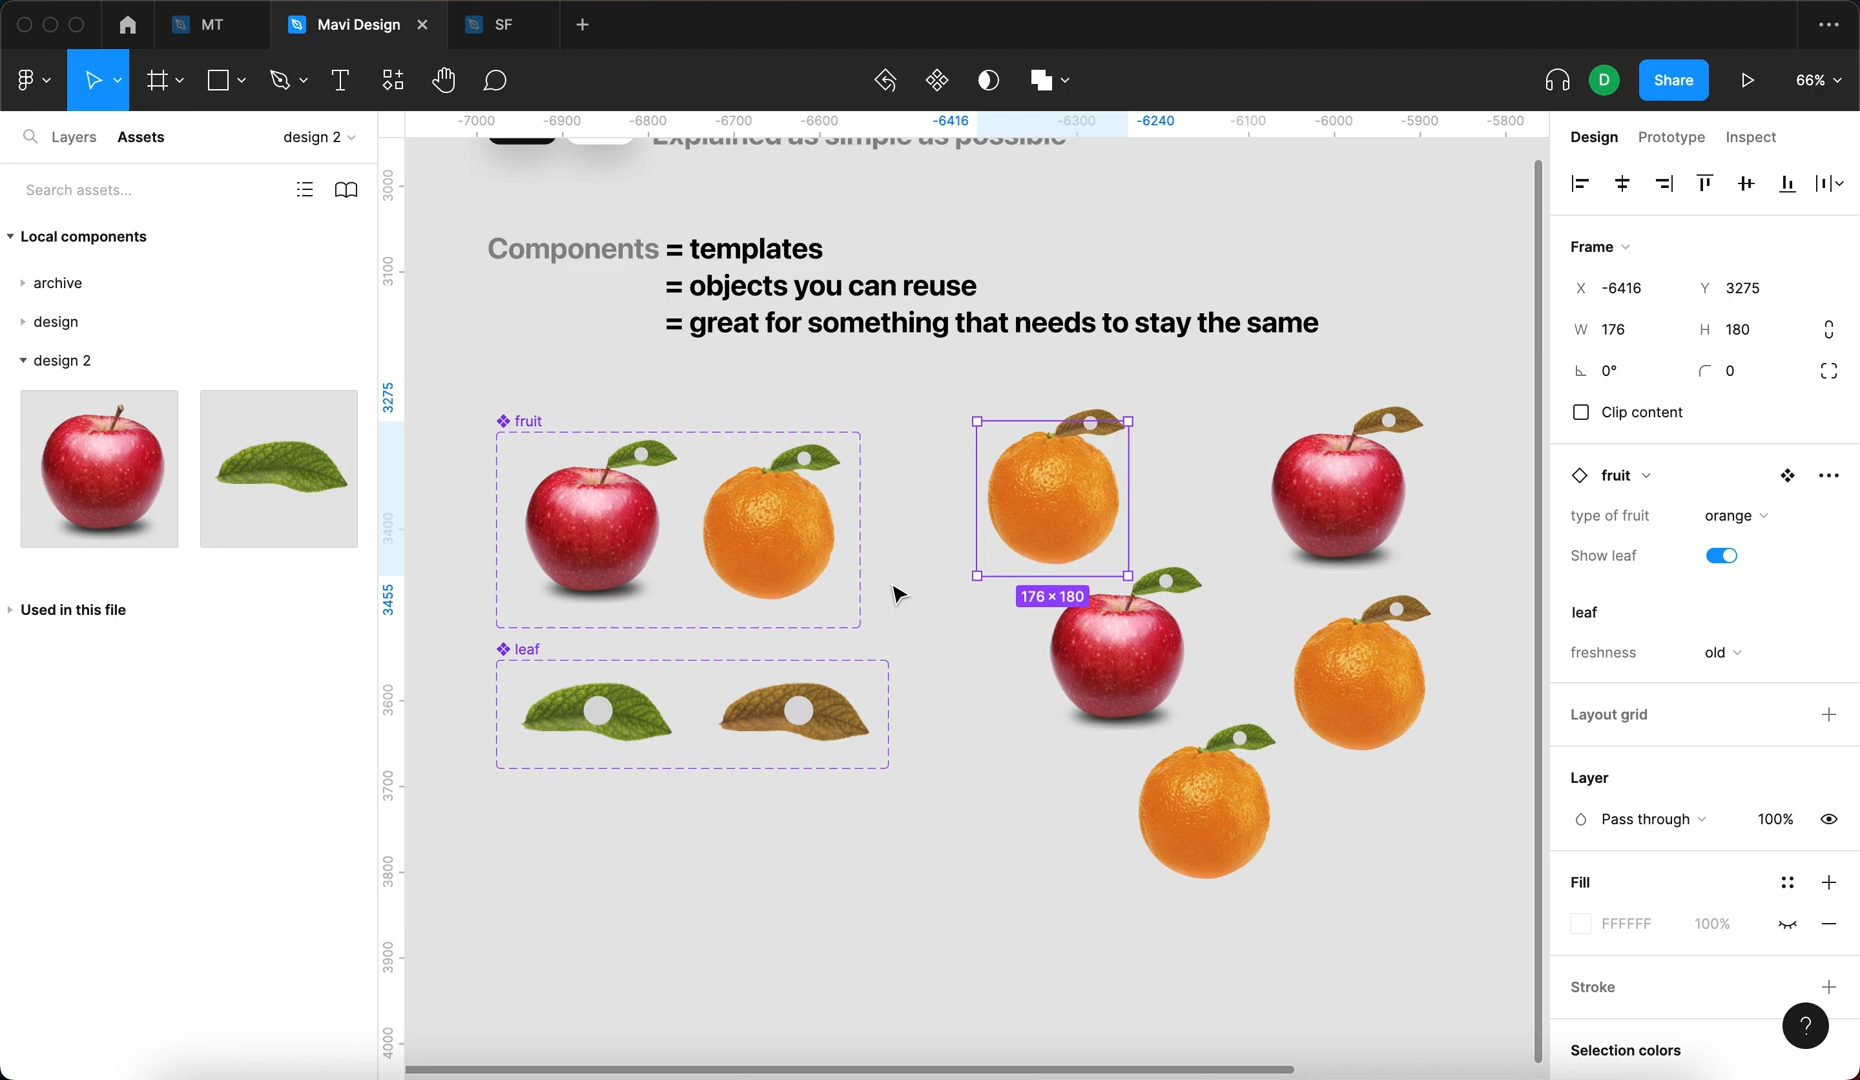 MT
Mavi Design
SF
D
Share
66%
Layers
Assets
design 2
Search assets...
Local components
archive
design
design 2
Used in this file
-7000
-6900
-6800
-6700
-6600
-6416
-6300
-6240
-6100
-6000
-5900
-5800
3000
3100
3275
3400
3455
3600
3700
3800
3900
4000
Explained as simple as possible
Components = templates
= objects you can reuse
= great for something that needs to stay the same
fruit
176 × 180
leaf
Design
Prototype
Inspect
Frame
X -6416
Y 3275
W 176
H 180
0°
0
Clip content
fruit
type of fruit
orange
Show leaf
leaf
freshness
old
Layout grid
Layer
Pass through
100%
Fill
FFFFFF
100%
Stroke
?
Selection colors